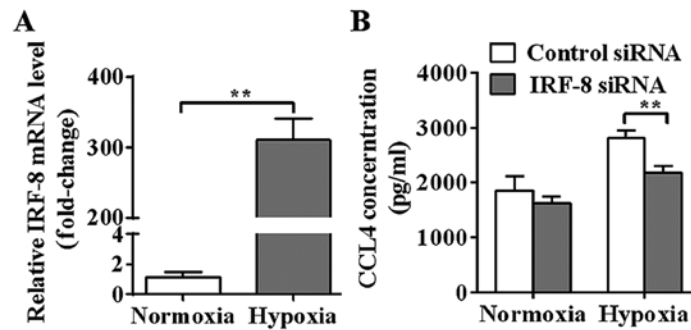 A
Relative IRF-8 mRNA level
((fold-change)
400
300
200
4
2
0
**
Normoxia Hypoxia
B
Control siRNA
IRF-8 siRNA
CCL4 concerntration
(pg/ml)
4000
3000
2000
1000
0
**
Normoxia Hypoxia